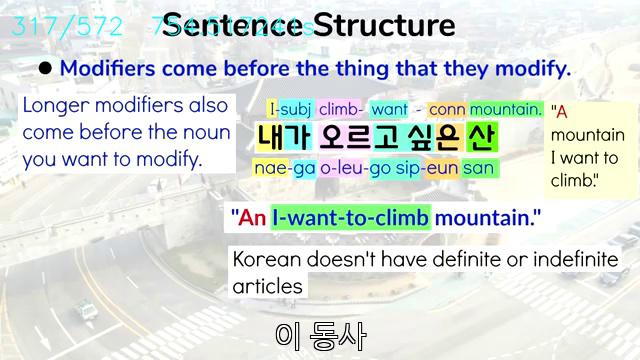 Sentence Structure
317/572
● Modifiers come before the thing that they modify.
Longer modifiers also
come before the noun
you want to modify.
I-subj climb- want - conn mountain.
내가 오르고 싶은 산
nae-ga o-leu-go sip-eun san
"A
mountain
I want to
climb."
"An I-want-to-climb mountain."
Korean doesn't have definite or indefinite
articles
이 동사